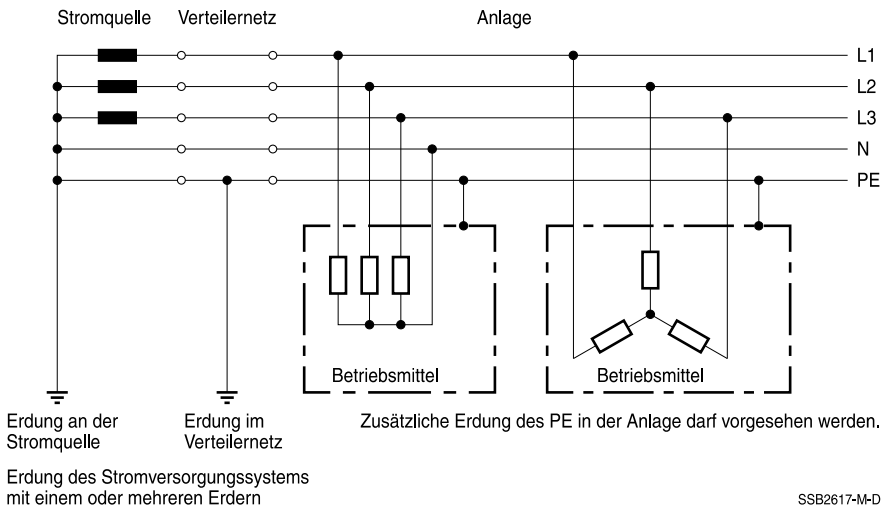 Stromquelle Verteilernetz Anlage
L1
L2
L3
N
PE
Betriebsmittel Betriebsmittel
Erdung an der
Stromquelle
Erdung im
Verteilernetz
Zusätzliche Erdung des PE in der Anlage darf vorgesehen werden.
Erdung des Stromversorgungssystems
mit einem oder mehreren Erdern
SSB2617-M-D